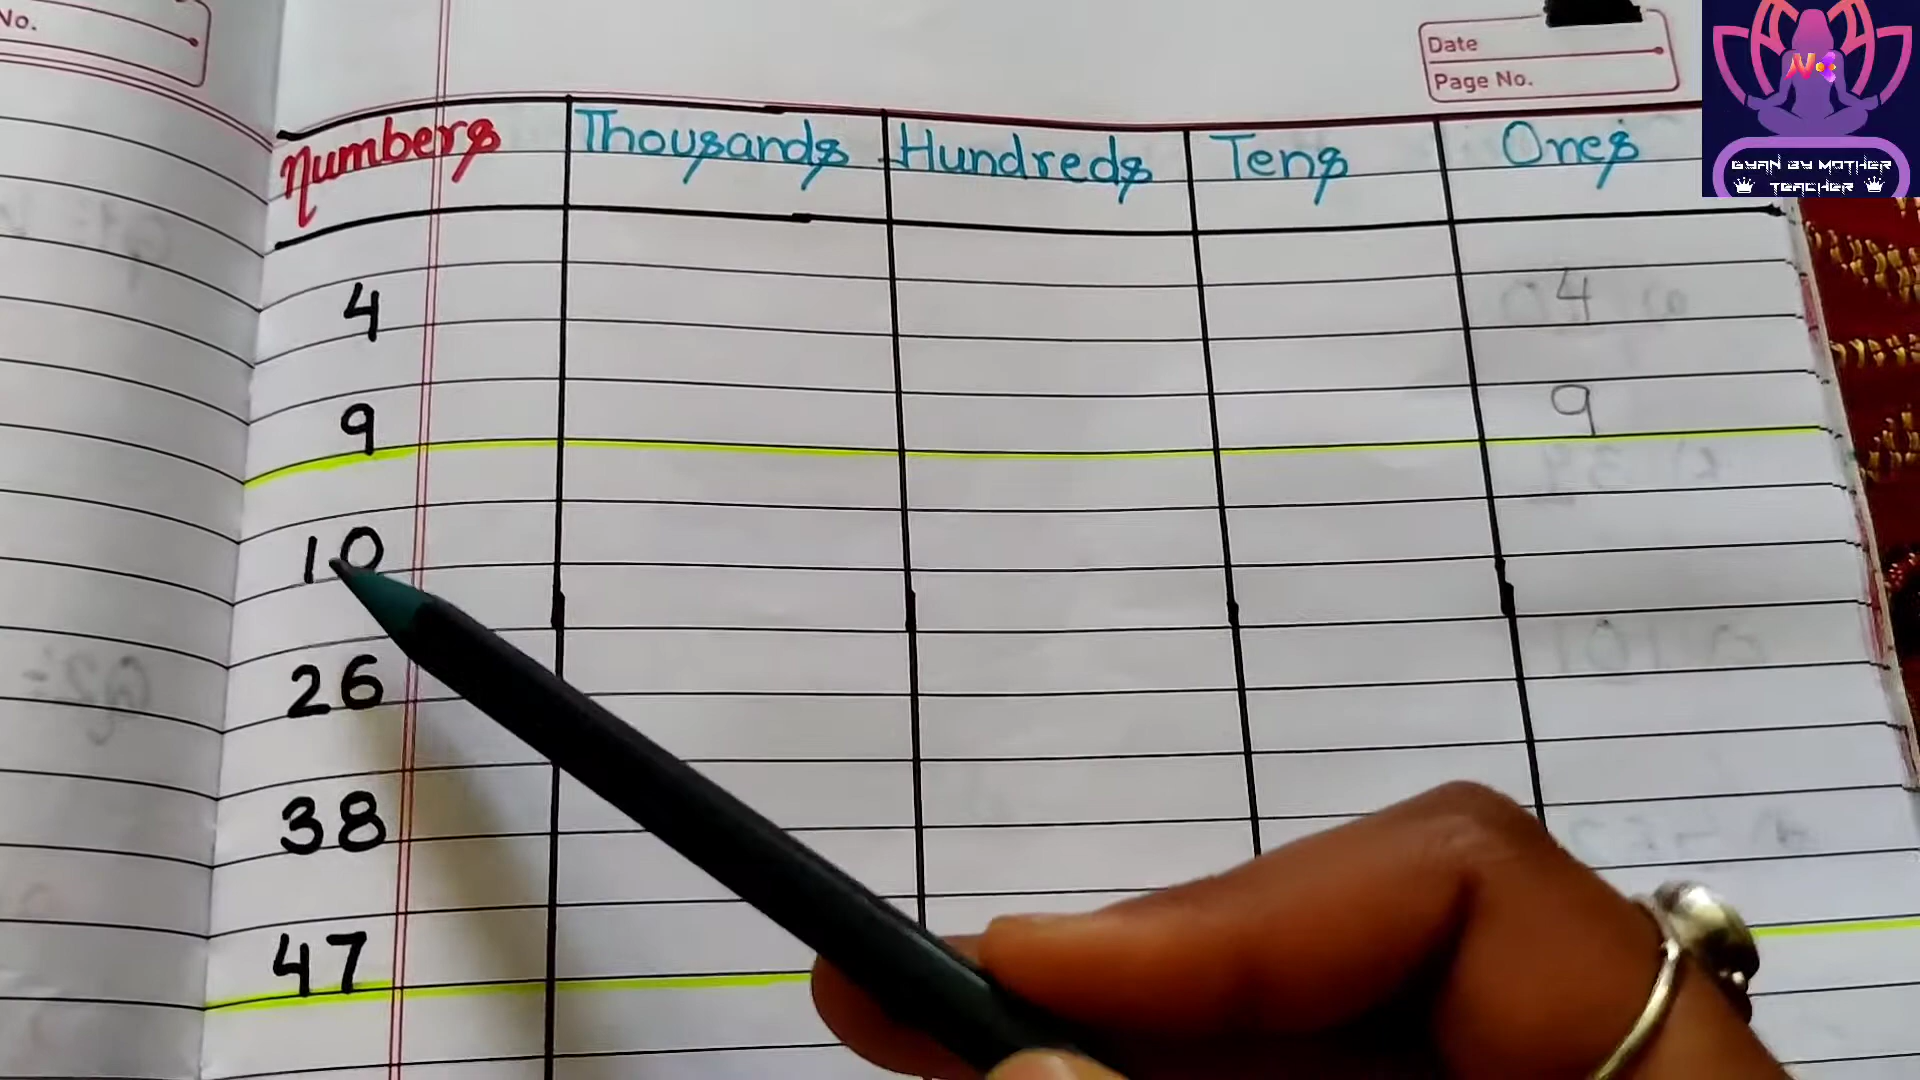 No.
Date
Page No.
GYAN BY MOTHER
TEACHER
Numbers Thousands Hundreds Tens Ones
4 4
9 9
10
26
38
47